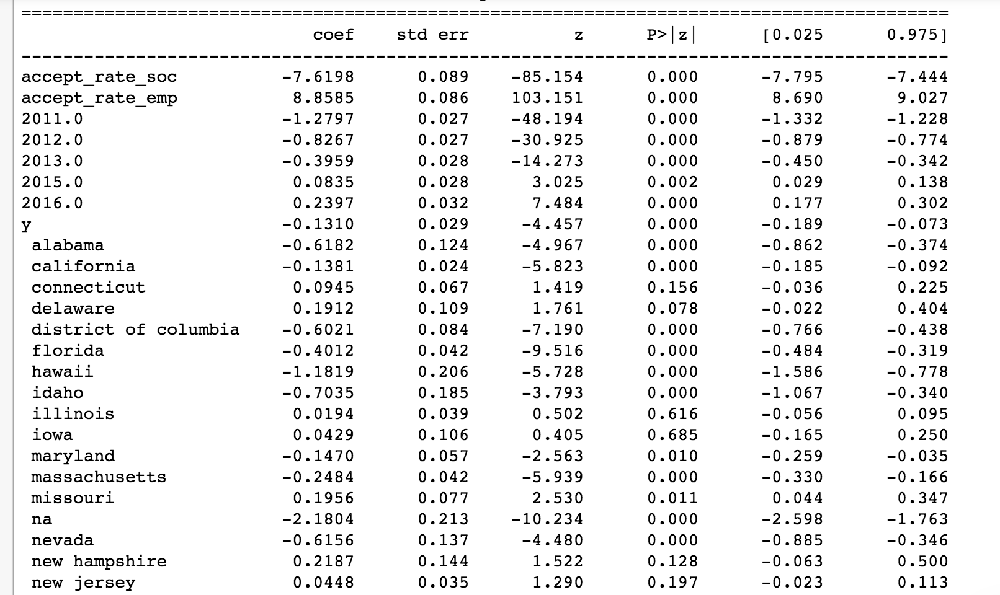 ==========================================================================================
coef std err z P>|z| [0.025 0.975]
------------------------------------------------------------------------------------------
accept_rate_soc -7.6198 0.089 -85.154 0.000 -7.795 -7.444
accept_rate_emp 8.8585 0.086 103.151 0.000 8.690 9.027
2011.0 -1.2797 0.027 -48.194 0.000 -1.332 -1.228
2012.0 -0.8267 0.027 -30.925 0.000 -0.879 -0.774
2013.0 -0.3959 0.028 -14.273 0.000 -0.450 -0.342
2015.0 0.0835 0.028 3.025 0.002 0.029 0.138
2016.0 0.2397 0.032 7.484 0.000 0.177 0.302
y -0.1310 0.029 -4.457 0.000 -0.189 -0.073
alabama -0.6182 0.124 -4.967 0.000 -0.862 -0.374
california -0.1381 0.024 -5.823 0.000 -0.185 -0.092
connecticut 0.0945 0.067 1.419 0.156 -0.036 0.225
delaware 0.1912 0.109 1.761 0.078 -0.022 0.404
district of columbia -0.6021 0.084 -7.190 0.000 -0.766 -0.438
florida -0.4012 0.042 -9.516 0.000 -0.484 -0.319
hawaii -1.1819 0.206 -5.728 0.000 -1.586 -0.778
idaho -0.7035 0.185 -3.793 0.000 -1.067 -0.340
illinois 0.0194 0.039 0.502 0.616 -0.056 0.095
iowa 0.0429 0.106 0.405 0.685 -0.165 0.250
maryland -0.1470 0.057 -2.563 0.010 -0.259 -0.035
massachusetts -0.2484 0.042 -5.939 0.000 -0.330 -0.166
missouri 0.1956 0.077 2.530 0.011 0.044 0.347
na -2.1804 0.213 -10.234 0.000 -2.598 -1.763
nevada -0.6156 0.137 -4.480 0.000 -0.885 -0.346
new hampshire 0.2187 0.144 1.522 0.128 -0.063 0.500
new jersey 0.0448 0.035 1.290 0.197 -0.023 0.113